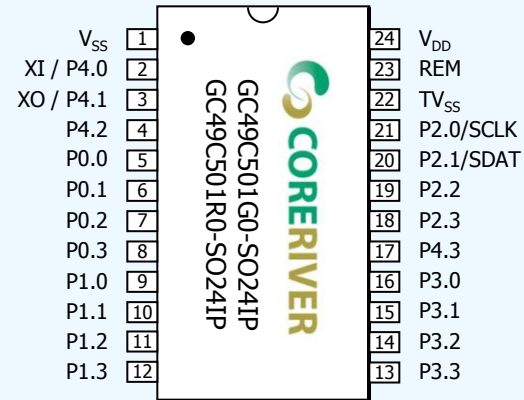 VSS 1 24 VDD
XI / P4.0 2 23 REM
XO / P4.1 3 22 TVSS
P4.2 4 21 P2.0/SCLK
P0.0 5 20 P2.1/SDAT
P0.1 6 19 P2.2
P0.2 7 18 P2.3
P0.3 8 17 P4.3
P1.0 9 16 P3.0
P1.1 10 15 P3.1
P1.2 11 14 P3.2
P1.3 12 13 P3.3
CORERIVER
GC49C501G0-SO24IP
GC49C501R0-SO24IP